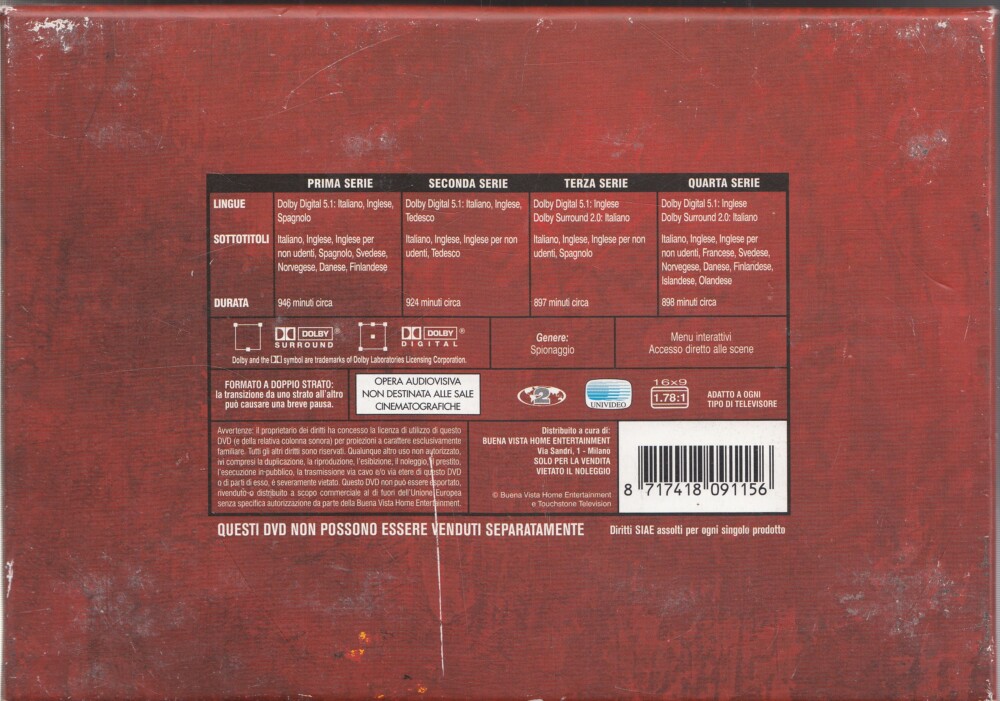 PRIMA SERIE SECONDA SERIE TERZA SERIE QUARTA SERIE
LINGUE
Dolby Digital 5.1: Italiano, Inglese,
Spagnolo
Dolby Digital 5.1: Italiano, Inglese,
Tedesco
Dolby Digital 5.1: Inglese
Dolby Surround 2.0: Italiano
Dolby Digital 5.1: Inglese
Dolby Surround 2.0: Italiano
SOTTOTITOLI
Italiano, Inglese, Inglese per
non udenti, Spagnolo, Svedese,
Norvegese, Danese, Finlandese
Italiano, Inglese, Inglese per non
udenti, Tedesco
Italiano, Inglese, Inglese per non
udenti, Spagnolo
Italiano, Inglese, Inglese per
non udenti, Francese, Svedese,
Norvegese, Danese, Finlandese,
Islandese, Olandese
DURATA 946 minuti circa 924 minuti circa 897 minuti circa 898 minuti circa
DOLBY®
SURROUND
DOLBY®
DIGITAL
Dolby and the symbol are trademarks of Dolby Laboratories Licensing Corporation.
Genere:
Spionaggio
Menu interattivi
Accesso diretto alle scene
FORMATO A DOPPIO STRATO:
la transizione da uno strato all'altro
può causare una breve pausa.
OPERA AUDIOVISIVA
NON DESTINATA ALLE SALE
CINEMATOGRAFICHE
2
UNIVIDEO
16x9
1.78:1
ADATTO A OGNI
TIPO DI TELEVISORE
Avvertenze: il proprietario dei diritti ha concesso la licenza di utilizzo di questo
DVD (e della relativa colonna sonora) per proiezioni a carattere esclusivamente
familiare. Tutti gli altri diritti sono riservati. Qualunque altro uso non autorizzato,
ivi compresi la duplicazione, la riproduzione, l'esibizione, il noleggio, il prestito,
l'esecuzione in pubblico, la trasmissione via cavo e/o via etere di questo DVD
o di parti di esso, è severamente vietato. Questo DVD non può essere esportato,
rivenduto o distribuito a scopo commerciale al di fuori dell'Unione Europea
senza specifica autorizzazione da parte della Buena Vista Home Entertainment.
Distribuito a cura di:
BUENA VISTA HOME ENTERTAINMENT
Via Sandri, 1 - Milano
SOLO PER LA VENDITA
VIETATO IL NOLEGGIO
© Buena Vista Home Entertainment
e Touchstone Television
8 717418 091156
QUESTI DVD NON POSSONO ESSERE VENDUTI SEPARATAMENTE
Diritti SIAE assolti per ogni singolo prodotto